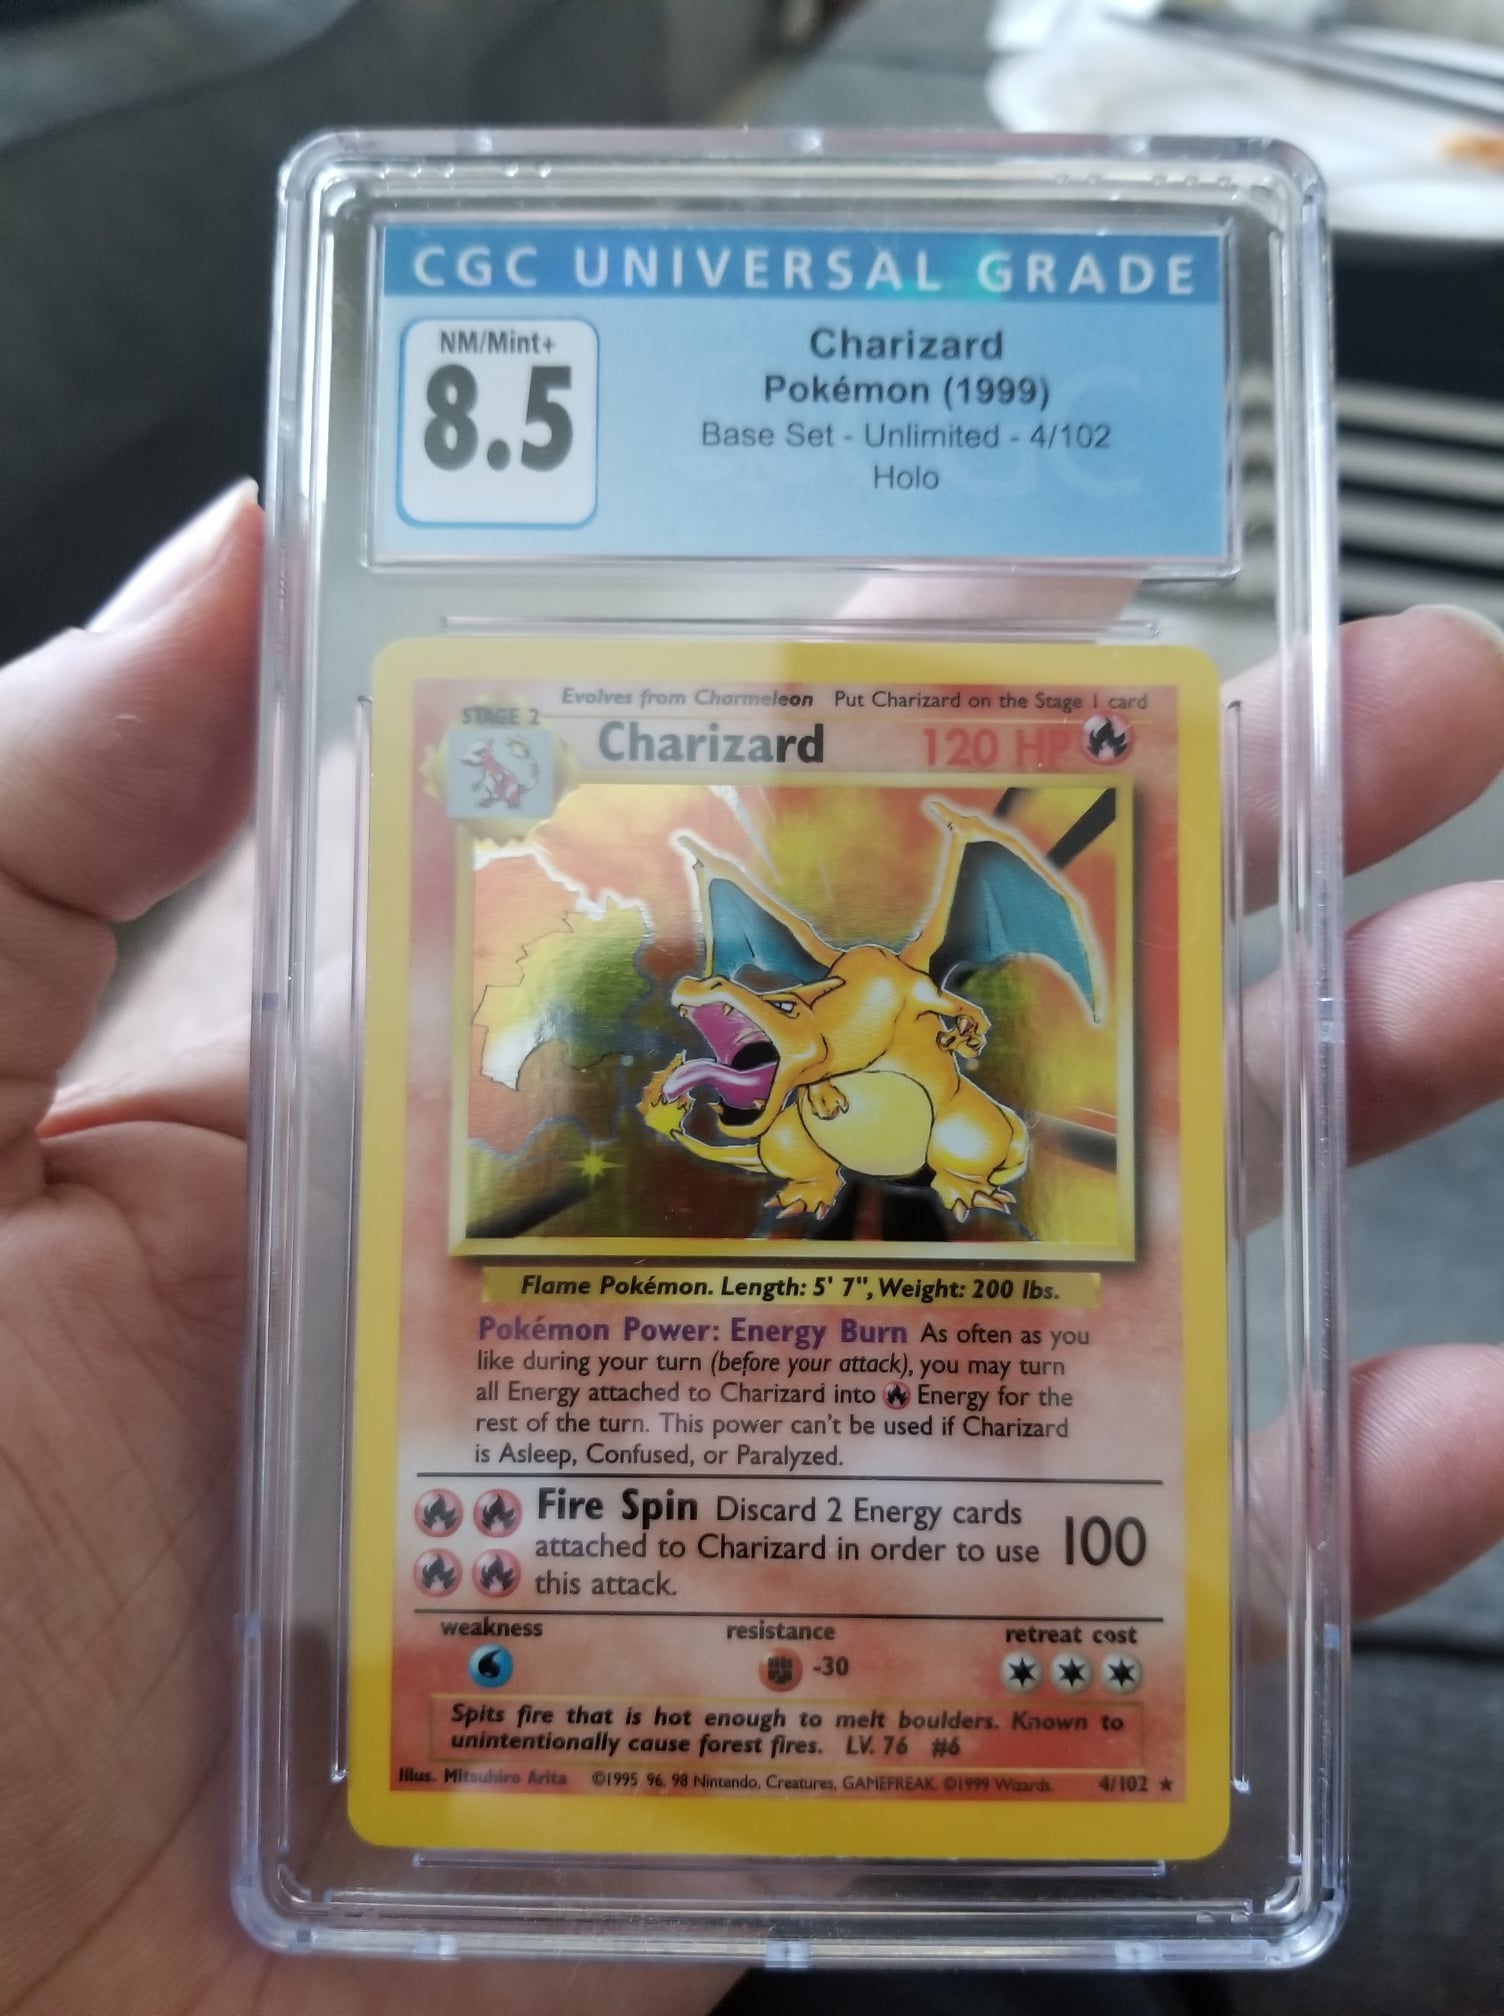 CGC UNIVERSAL GRADE
NM/Mint+
8.5
Charizard
Pokémon (1999)
Base Set - Unlimited - 4/102
Holo
Evolves from Charmeleon Put Charizard on the Stage 1 card
STAGE 2
Charizard 120 HP
Flame Pokémon. Length: 5' 7", Weight: 200 lbs.
Pokémon Power: Energy Burn As often as you
like during your turn (before your attack), you may turn
all Energy attached to Charizard into Energy for the
rest of the turn. This power can't be used if Charizard
is Asleep, Confused, or Paralyzed.
Fire Spin Discard 2 Energy cards
attached to Charizard in order to use 100
this attack.
weakness resistance retreat cost
-30
Spits fire that is hot enough to melt boulders. Known to
unintentionally cause forest fires. LV. 76 #6
Illus. Mitsuhiro Arita ©1995, 96, 98 Nintendo, Creatures, GAMEFREAK. ©1999 Wizards. 4/102 ★